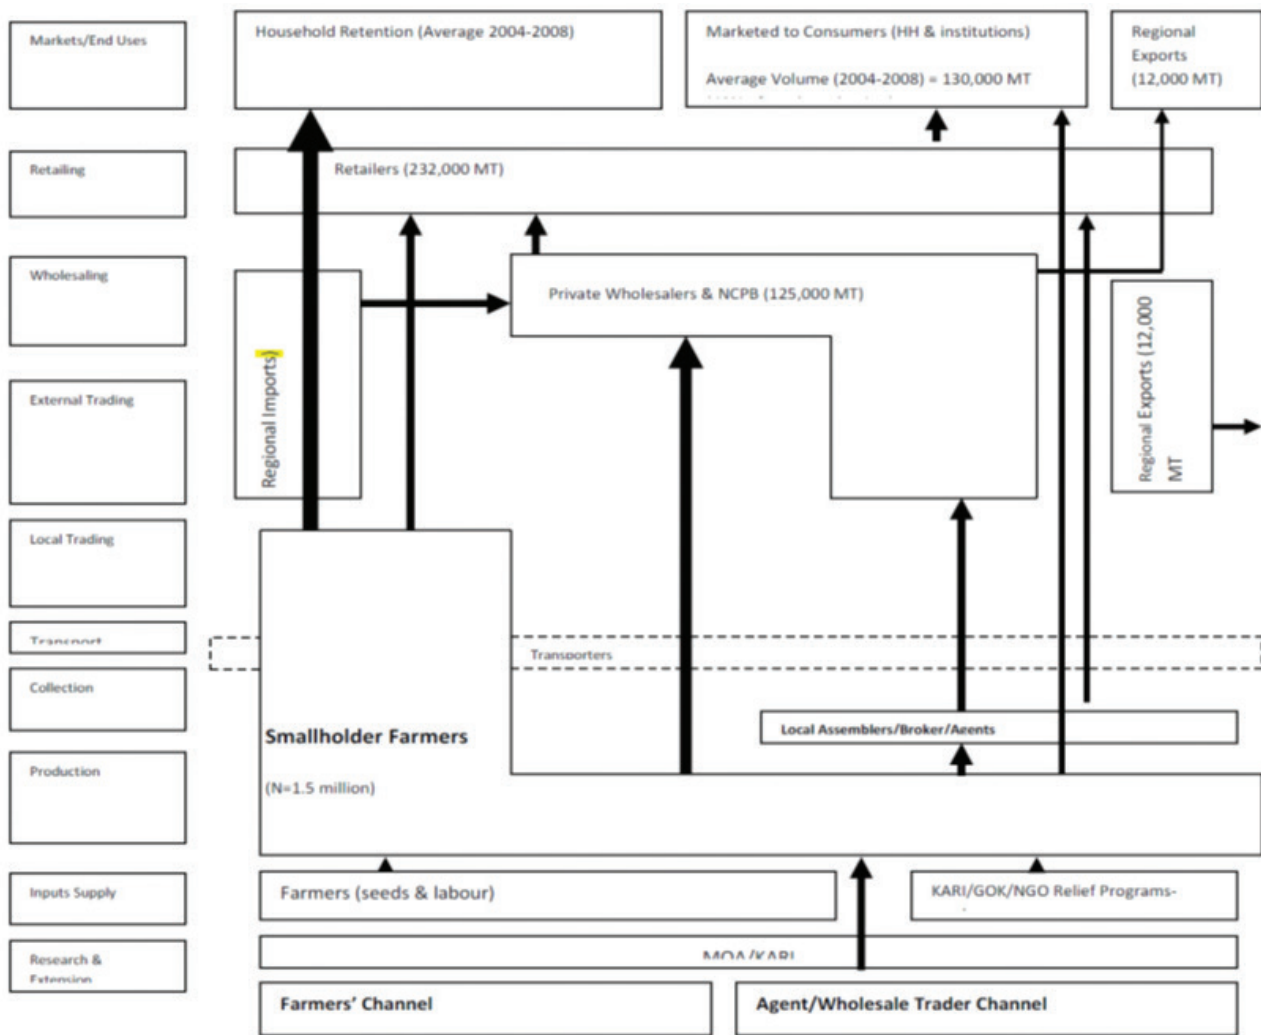 Markets/End Uses
Household Retention (Average 2004-2008)
Marketed to Consumers (HH & institutions)
Average Volume (2004-2008) = 130,000 MT
Regional
Exports
(12,000 MT)
Retailing
Retailers (232,000 MT)
Wholesaling
Private Wholesalers & NCPB (125,000 MT)
Regional Imports)
Regional Exports (12,000
MT
External Trading
Local Trading
Transport
Transporters
Collection
Local Assemblers/Broker/Agents
Smallholder Farmers
Production
(N=1.5 million)
Inputs Supply
Farmers (seeds & labour)
KARI/GOK/NGO Relief Programs-
Research &
Extension
MOA/KARI
Farmers' Channel
Agent/Wholesale Trader Channel